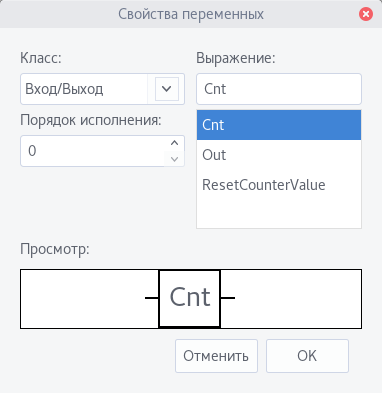 Свойства переменных
Класс:
Выражение:
Вход/Выход
Cnt
Порядок исполнения:
0
Cnt
Out
ResetCounterValue
Просмотр:
Cnt
Отменить
OK